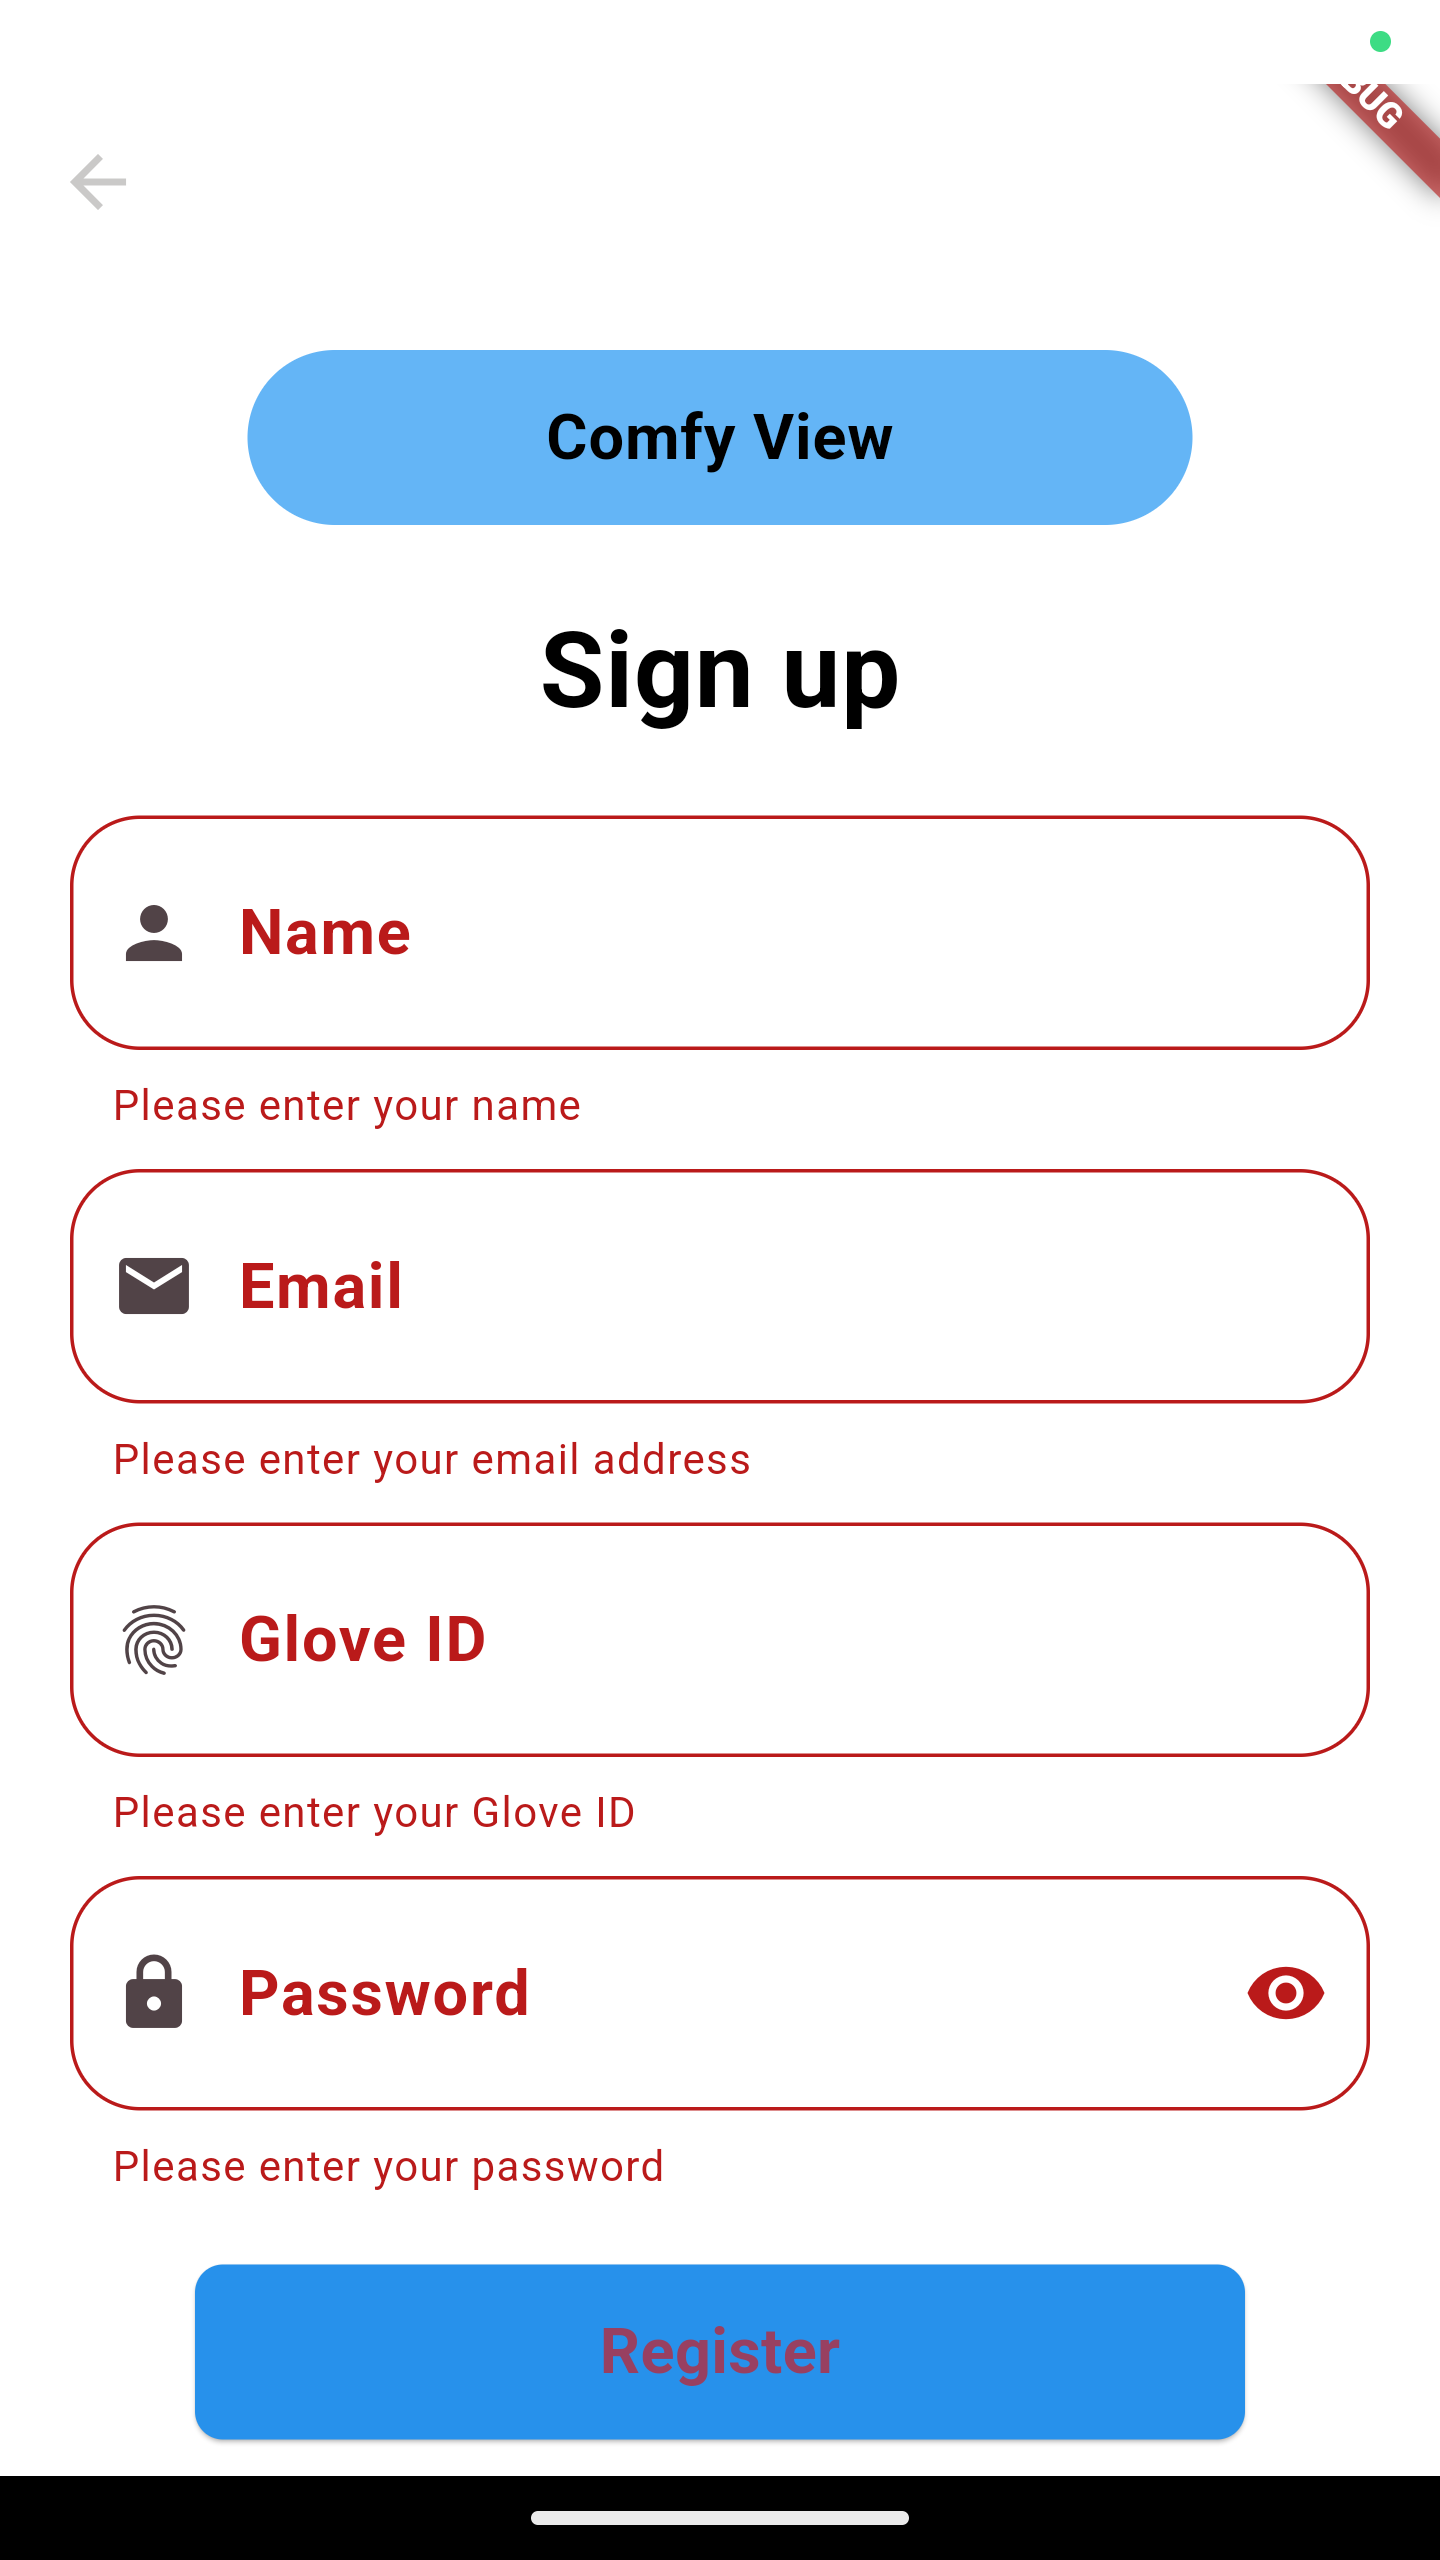 BUG
Comfy View
Sign up
Name
Please enter your name
Email
Please enter your email address
Glove ID
Please enter your Glove ID
Password
Please enter your password
Register